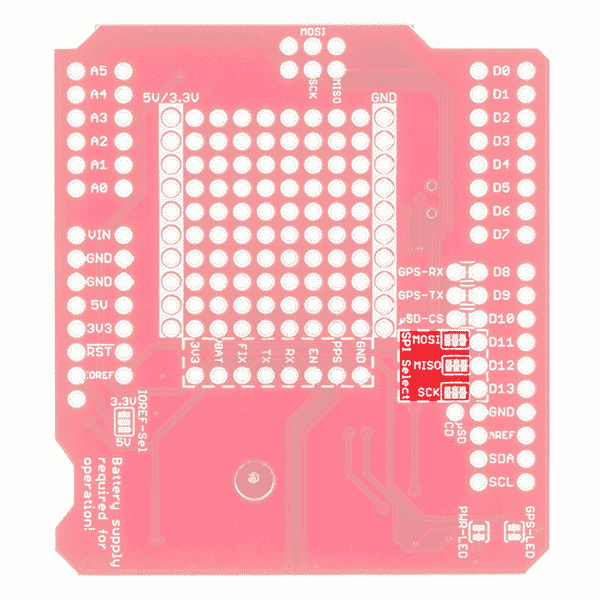 MOSI
SCK
MISO
5V/3.3V
GND
A5
A4
A3
A2
A1
A0
VIN
GND
GND
5V
3V3
RST
IOREF
D0
D1
D2
D3
D4
D5
D6
D7
GPS-RX
D8
GPS-TX
D9
µSD-CS
D10
SPI Select
MOSI
D11
MISO
D12
SCK
D13
GND
AREF
SDA
SCL
µSD
CD
3V3
VBAT
FIX
TX
RX
EN
PPS
GND
3.3V
5V
IOREF-Sel
Battery supply
required for
operation!
PWR-LED
GPS-LED